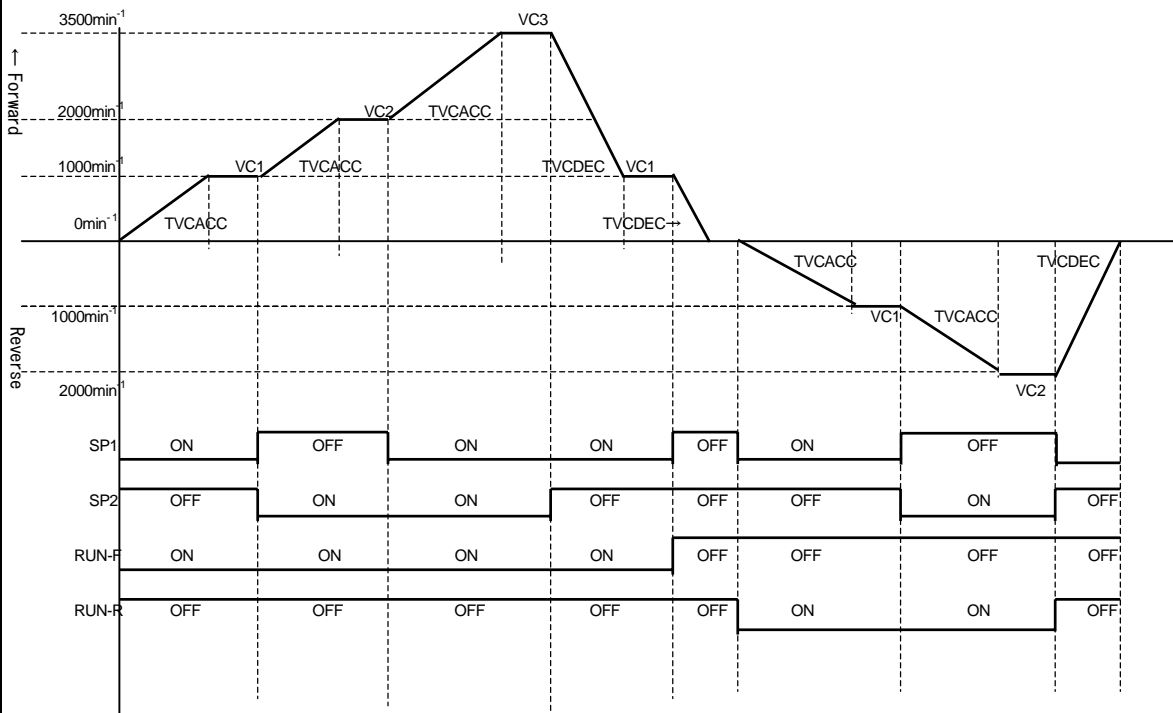 3500min-1
VC3
← Forward
2000min-1
VC2
TVCACC
1000min-1
VC1
TVCACC
TVCDEC
VC1
0min-1
TVCACC
TVCDEC→
TVCACC
TVCDEC
Reverse
1000min-1
VC1
TVCACC
2000min-1
VC2
SP1 ON OFF ON ON OFF ON OFF
SP2 OFF ON ON OFF OFF OFF ON OFF
RUN-F ON ON ON ON OFF OFF OFF OFF
RUN-R OFF OFF OFF OFF OFF ON ON OFF